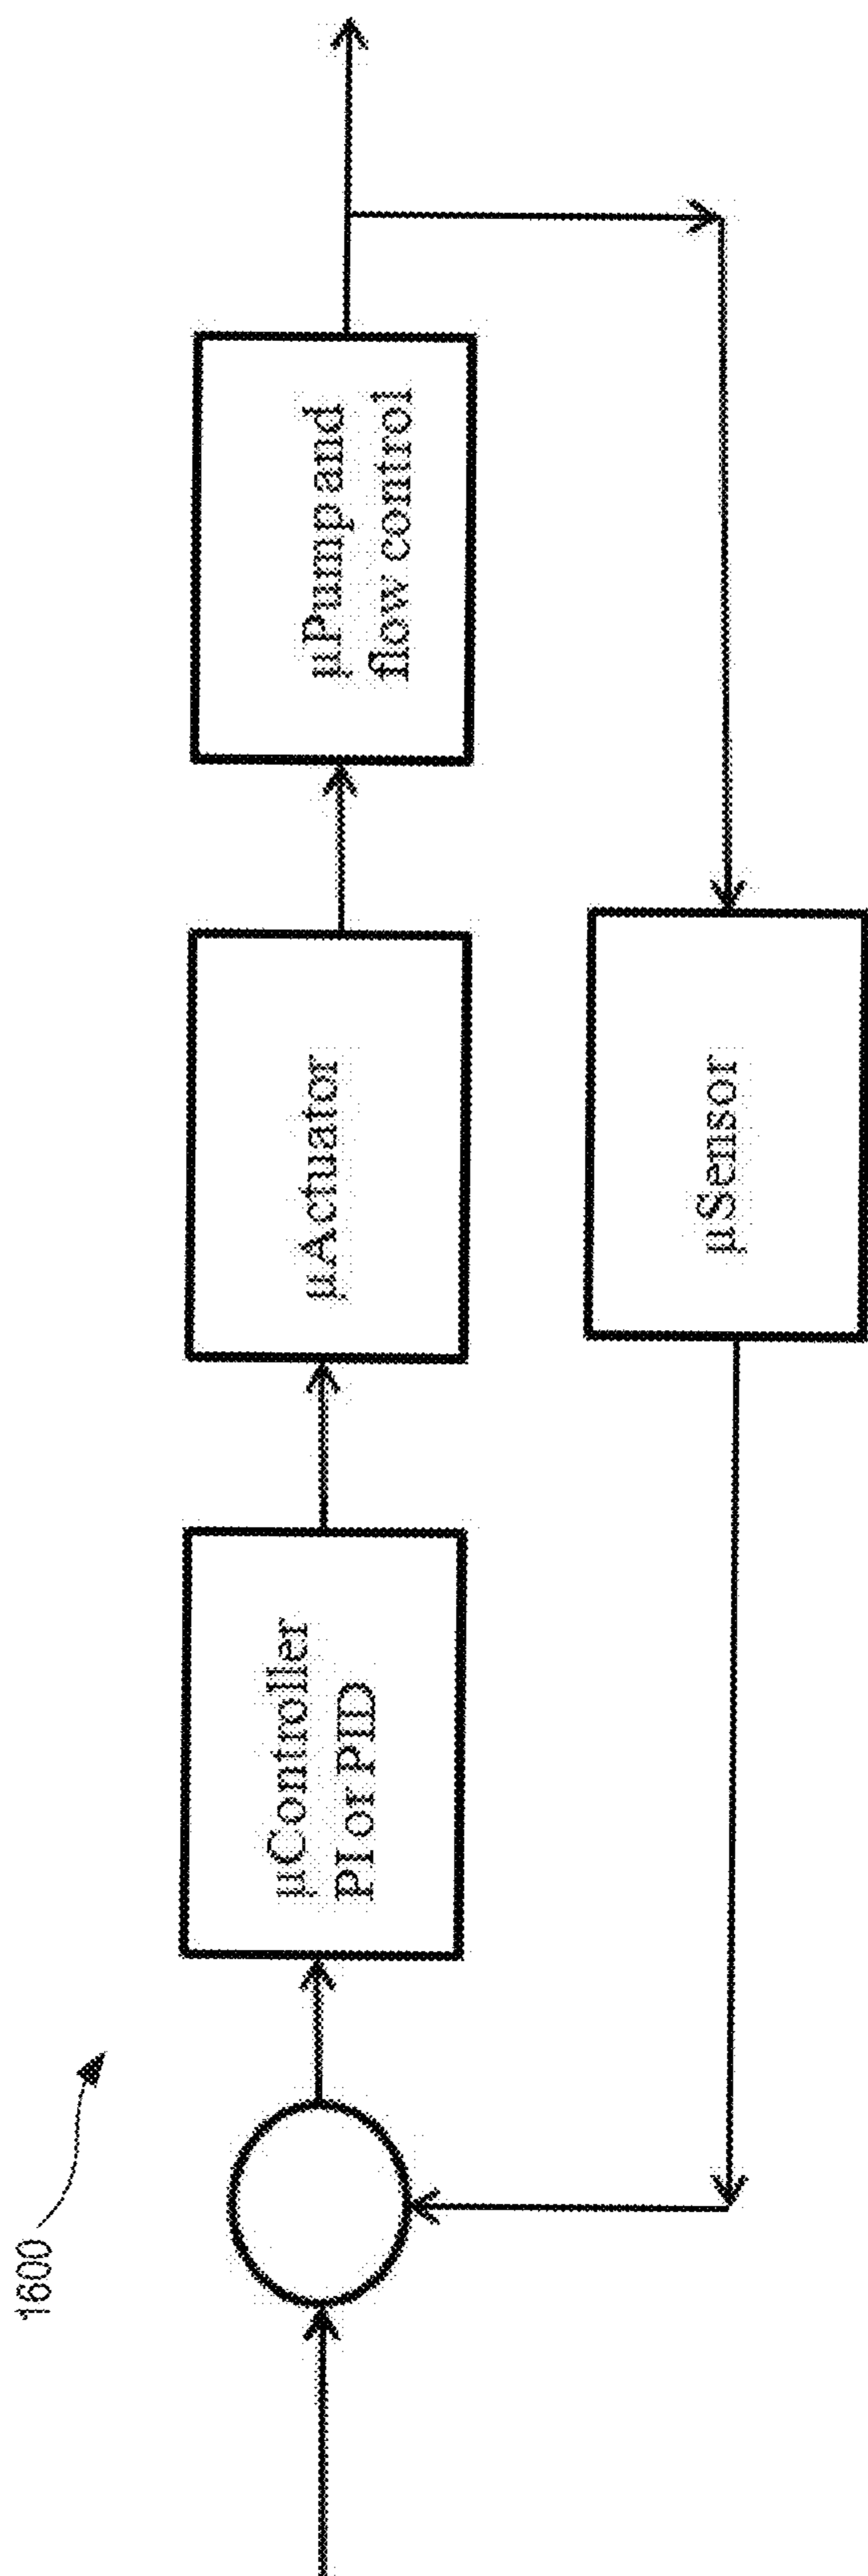 1600
µController
PI or PID
µActuator
µPump and
flow control
µSensor